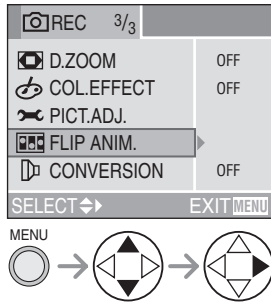 REC 3/3
D.ZOOM OFF
COL.EFFECT OFF
PICT.ADJ.
FLIP ANIM.
CONVERSION OFF
SELECT EXIT MENU
MENU